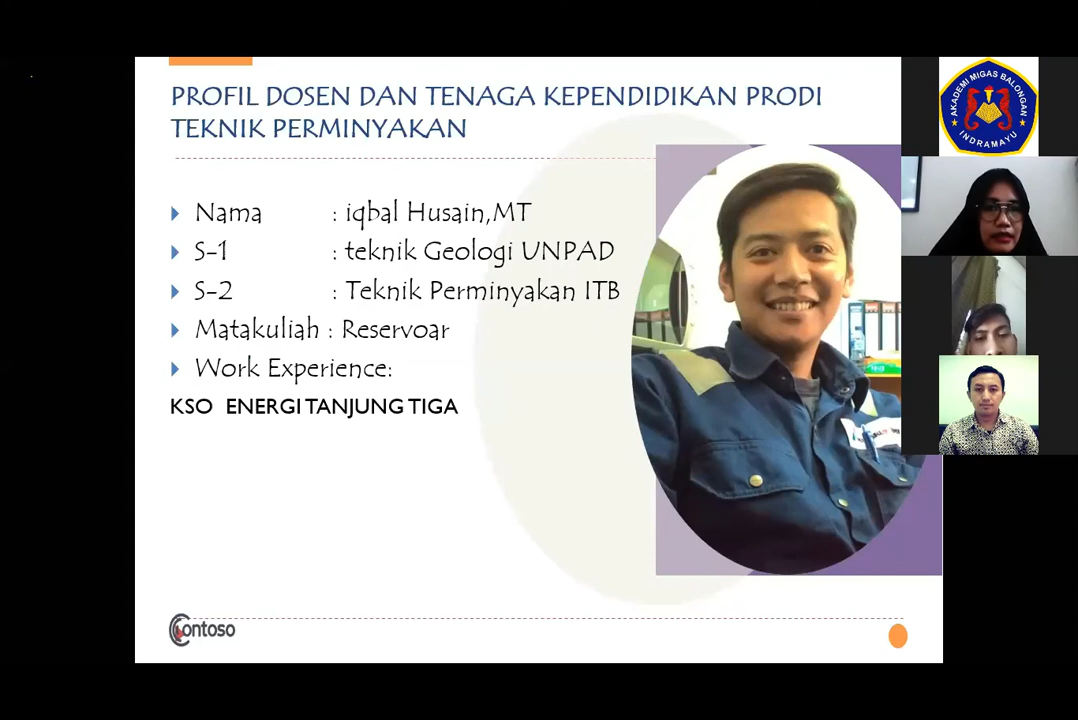 PROFIL DOSEN DAN TENAGA KEPENDIDIKAN PRODI
TEKNIK PERMINYAKAN
Nama : iqbal Husain,MT
S-1 : teknik Geologi UNPAD
S-2 : Teknik Perminyakan ITB
Matakuliah : Reservoar
Work Experience:
KSO ENERGI TANJUNG TIGA
Contoso
AKADEMI MIGAS BALONGAN
INDRAMAYU